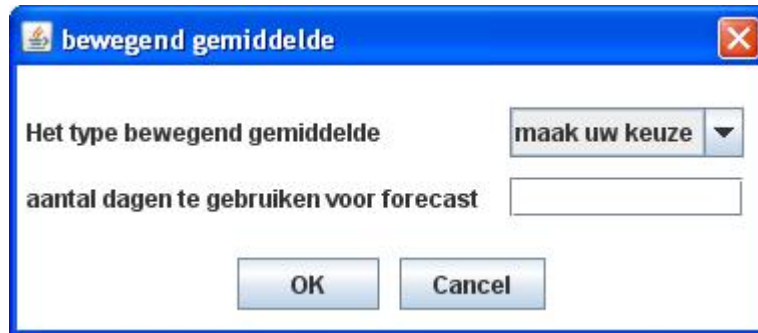 bewegend gemiddelde
Het type bewegend gemiddelde maak uw keuze
aantal dagen te gebruiken voor forecast
OK Cancel